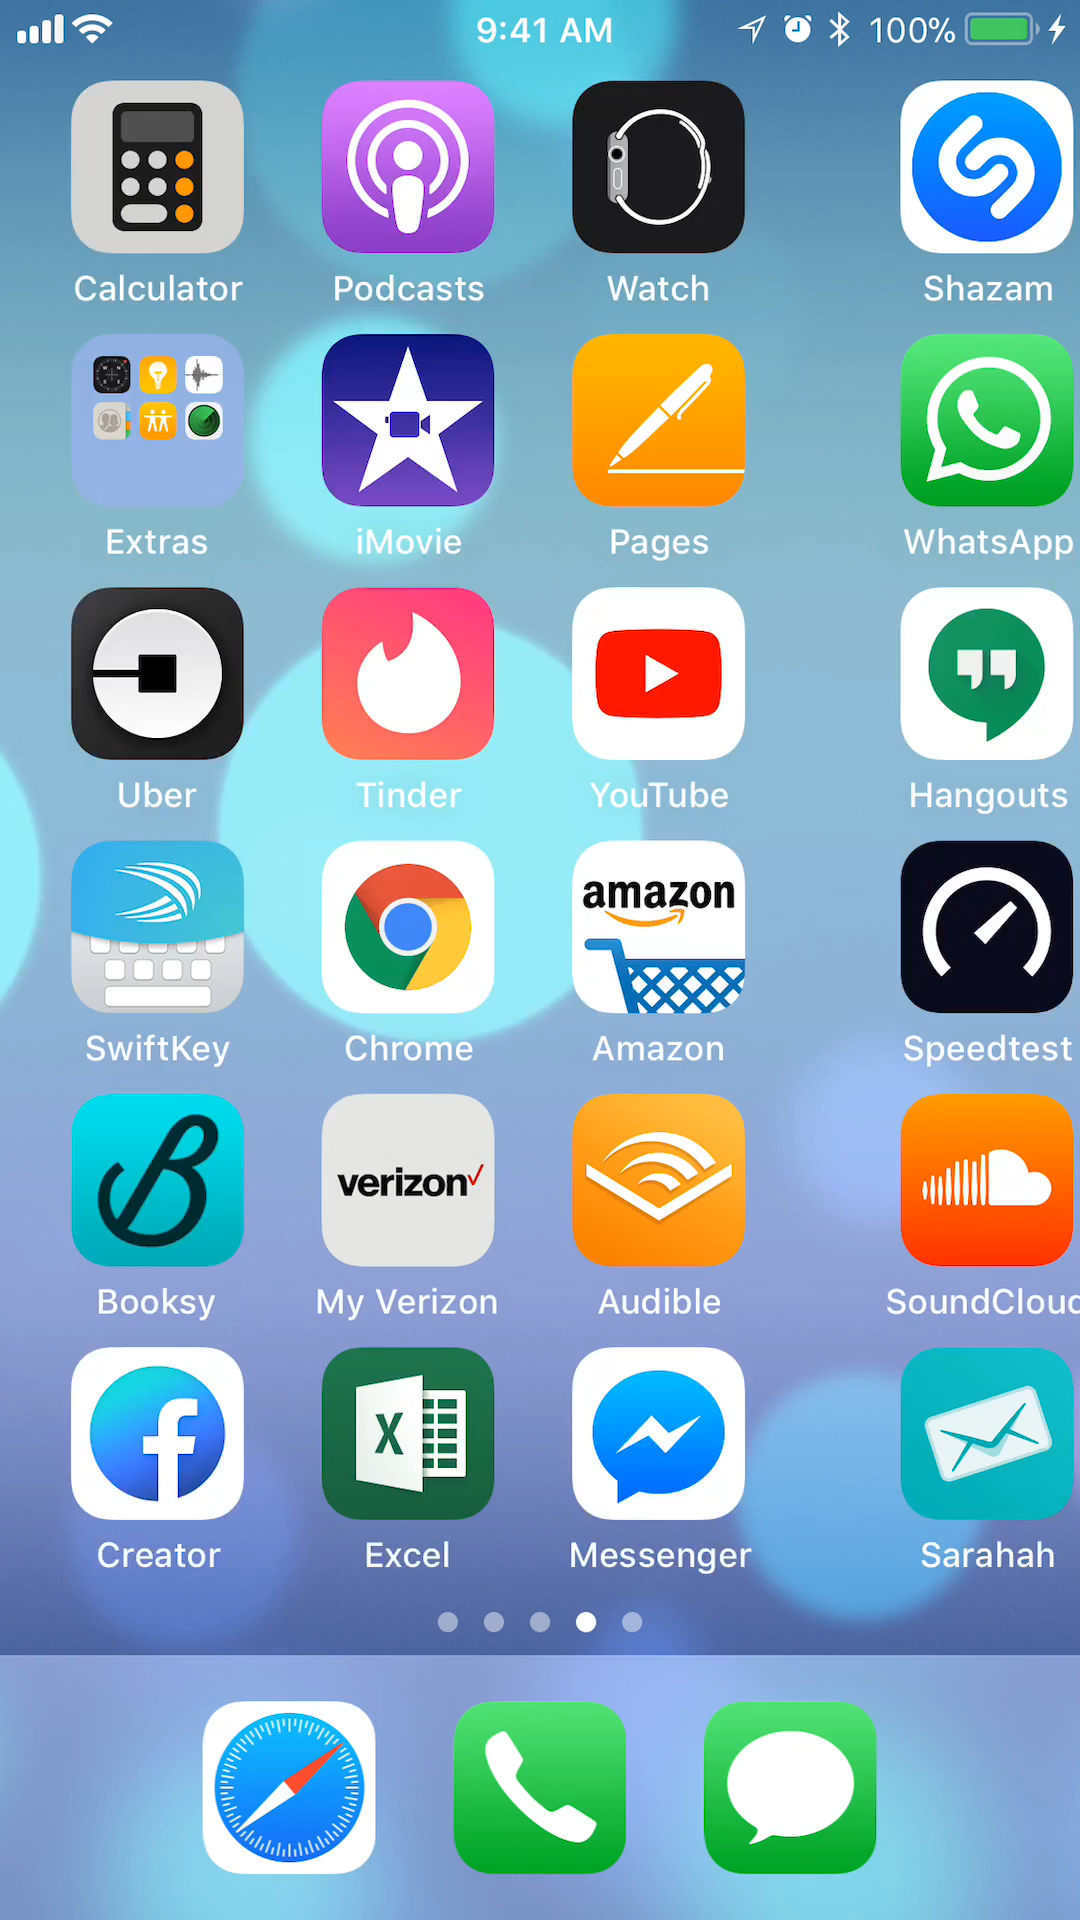 9:41 AM 100%
Calculator Podcasts Watch Shazam
Extras iMovie Pages WhatsApp
Uber Tinder YouTube Hangouts
amazon
SwiftKey Chrome Amazon Speedtest
verizon
Booksy My Verizon Audible SoundCloud
X
Creator Excel Messenger Sarahah